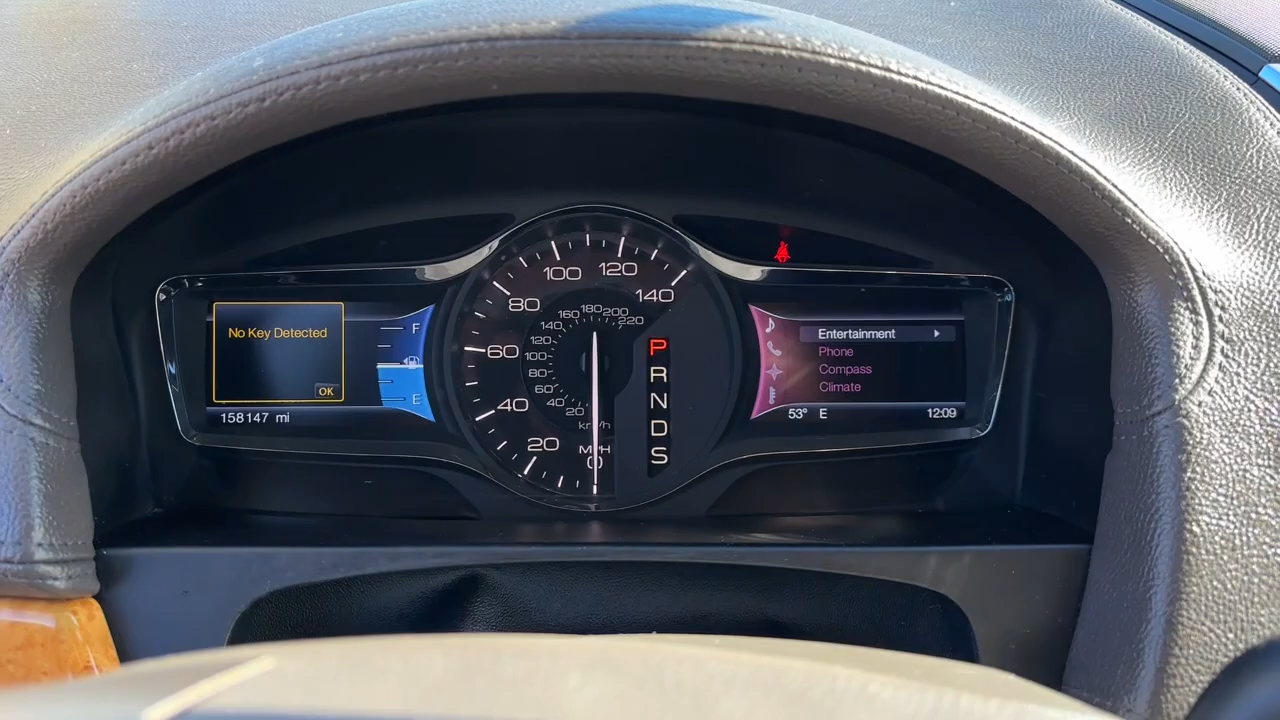 No Key Detected
OK
158147 mi
F
E
0
20
40
60
80
100
120
140
MPH
km/h
20
40
60
80
100
120
140
160
180
200
220
P
R
N
D
S
Entertainment
Phone
Compass
Climate
53° E
12:09